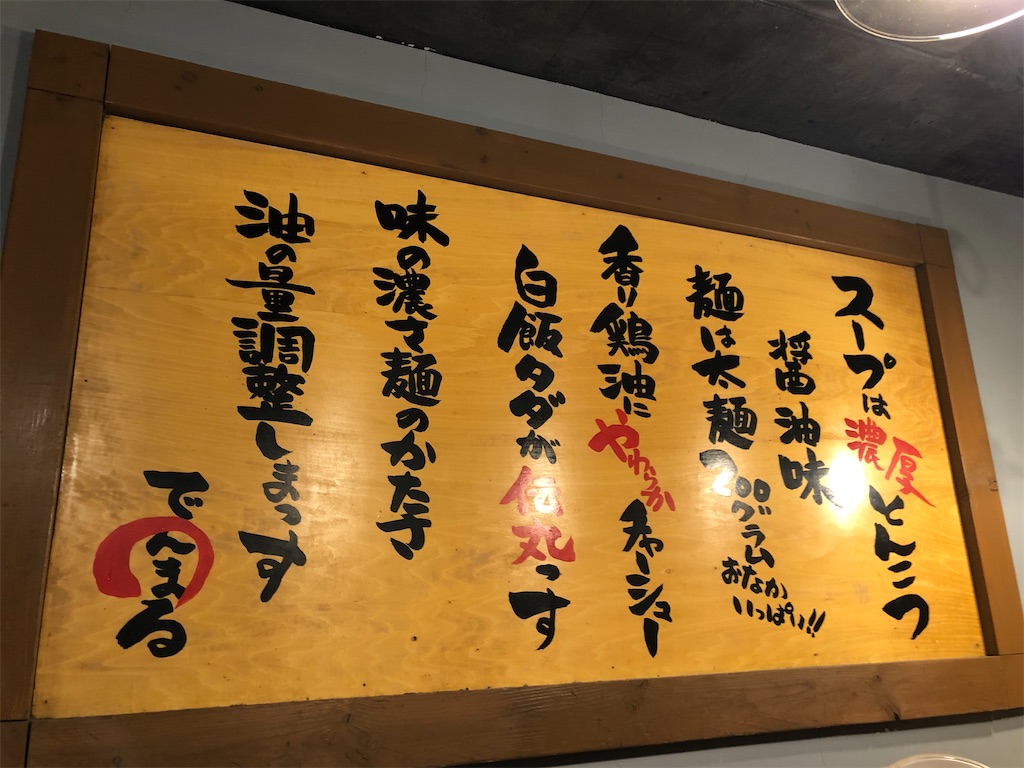 スープは濃厚とんこつ
醤油味
麺は太麺200グラム
おなか
いっぱい!!
香り鶏油にやわらかチャーシュー
白飯タダが伝丸っす
味の濃さ麺のかたさ
油の量調整しまっす
でんまる